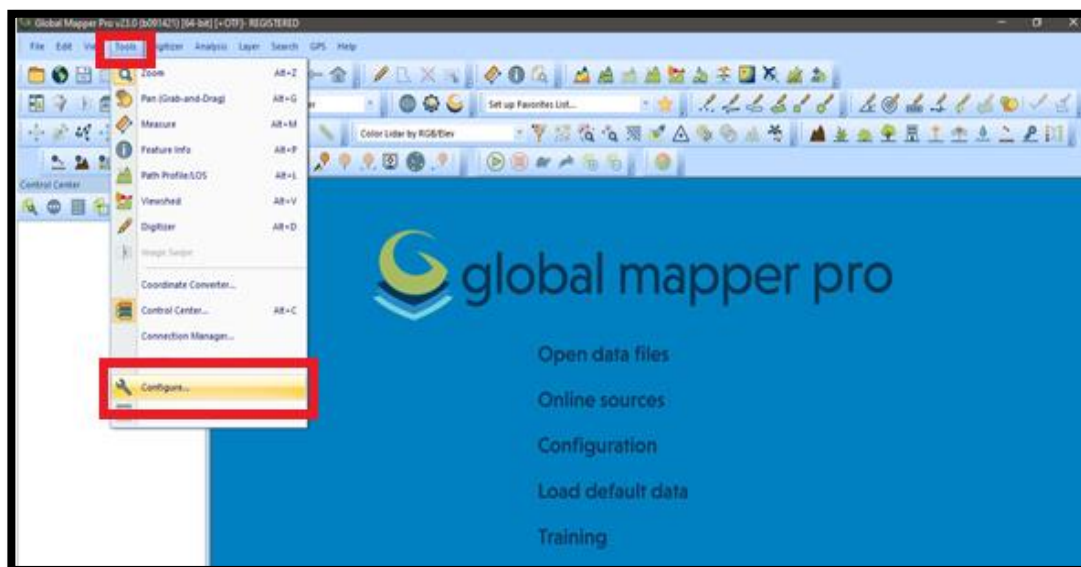 Global Mapper Pro v23.0 (b091421) [64-bit] [+OTF]- REGISTERED
File Edit Tools Digitizer Analysis Layer Search GPS Help
Zoom Alt+Z
Pan (Grab-and-Drag) Alt+G
Set up Favorites List...
Measure Alt+M
Color Lidar by RGB/Elev
Feature Info Alt+P
Path Profile/LOS Alt+L
Control Center
Viewshed Alt+V
Digitizer Alt+D
Image Swipe
Coordinate Converter...
Control Center... Alt+C
Connection Manager...
Configure...
global mapper pro
Open data files
Online sources
Configuration
Load default data
Training